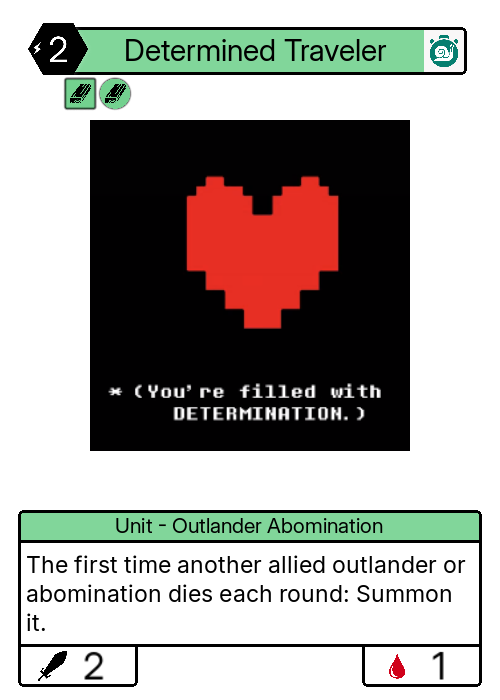 2
Determined Traveler
* (You're filled with
DETERMINATION.)
Unit - Outlander Abomination
The first time another allied outlander or
abomination dies each round: Summon
it.
2
1